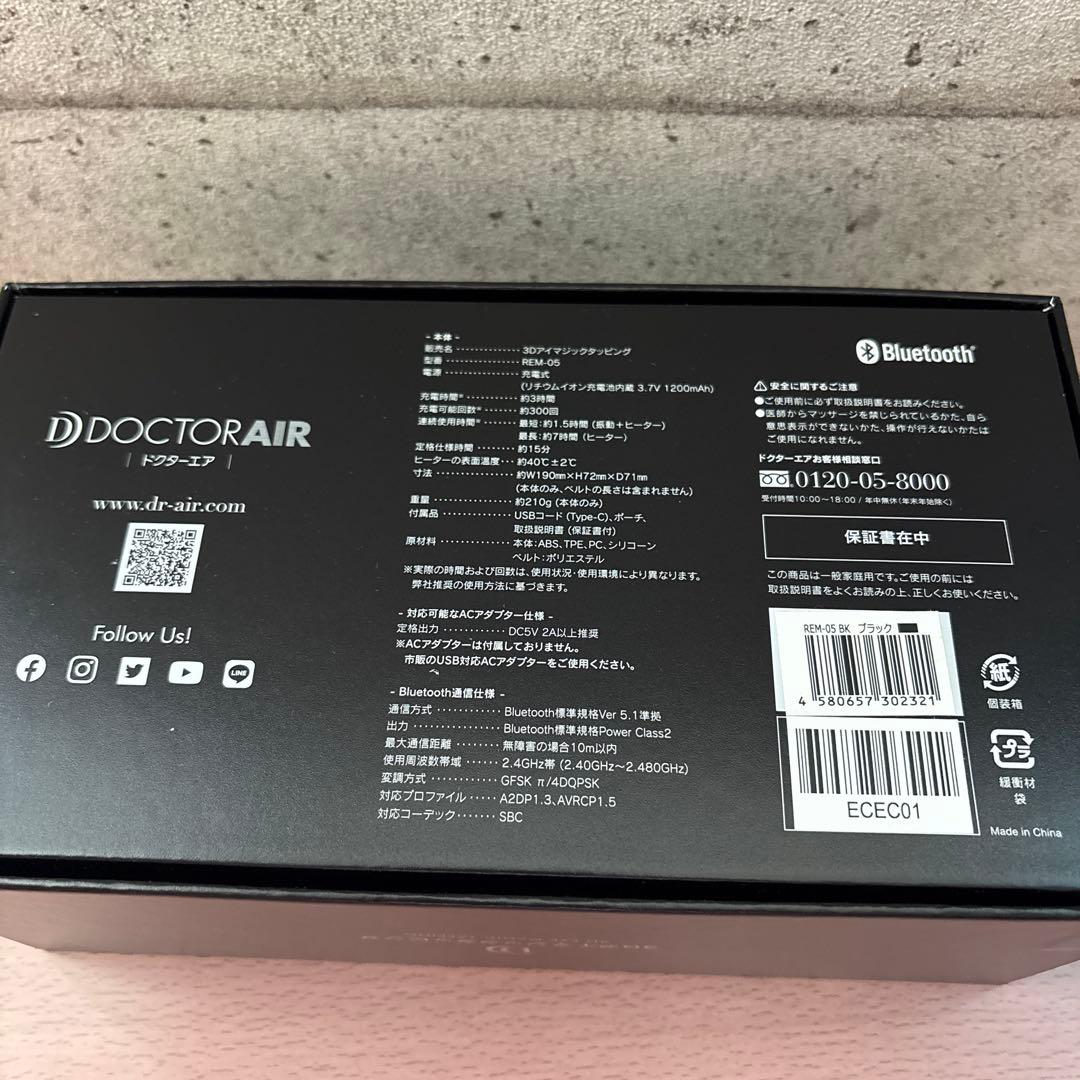 DOCTORAIR
ドクターエア
www.dr-air.com
Follow Us!
LINE
- 本体 -
販売名 ············ 3Dアイマジックタッピング
型番 ············ REM-05
電源 ············ 充電式
(リチウムイオン充電池内蔵 3.7V 1200mAh)
充電時間* ········ 約3時間
充電可能回数* ······ 約300回
連続使用時間* ······ 最短:約1.5時間 (振動+ヒーター)
最長:約7時間 (ヒーター)
定格仕様時間 ······· 約15分
ヒーターの表面温度··· 約40℃±2℃
寸法 ············ 約W190mm×H72mm×D71mm
(本体のみ、ベルトの長さは含まれません)
重量 ············ 約210g (本体のみ)
付属品 ············ USBコード (Type-C)、ポーチ、
取扱説明書 (保証書付)
原材料 ············ 本体:ABS、TPE、PC、シリコーン
ベルト:ポリエステル
※実際の時間および回数は、使用状況・使用環境により異なります。
弊社推奨の使用方法に基づきます。
- 対応可能なACアダプター仕様 -
定格出力 ············ DC5V 2A以上推奨
※ACアダプターは付属しておりません。
市販のUSB対応ACアダプターをご使用ください。
- Bluetooth通信仕様 -
通信方式 ············ Bluetooth標準規格Ver 5.1準拠
出力 ············ Bluetooth標準規格Power Class2
最大通信距離 ········ 無障害の場合10m以内
使用周波数帯域 ······ 2.4GHz帯 (2.40GHz~2.480GHz)
変調方式 ············ GFSK π/4DQPSK
対応プロファイル ····· A2DP1.3、AVRCP1.5
対応コーデック ······· SBC
Bluetooth®
安全に関するご注意
●ご使用前に必ず取扱説明書をお読みください。
●医師からマッサージを禁じられているかた、自ら
意思表示ができないかた、操作が行えないかたは
ご使用になれません。
ドクターエアお客様相談窓口
0120-05-8000
受付時間10:00~18:00 / 年中無休(年末年始除く)
保証書在中
この商品は一般家庭用です。ご使用の前には
取扱説明書をよくお読みの上、正しくお使いください。
REM-05 BK ブラック
4 580657 302321
ECEC01
紙
個装箱
プラ
緩衝材
袋
Made in China